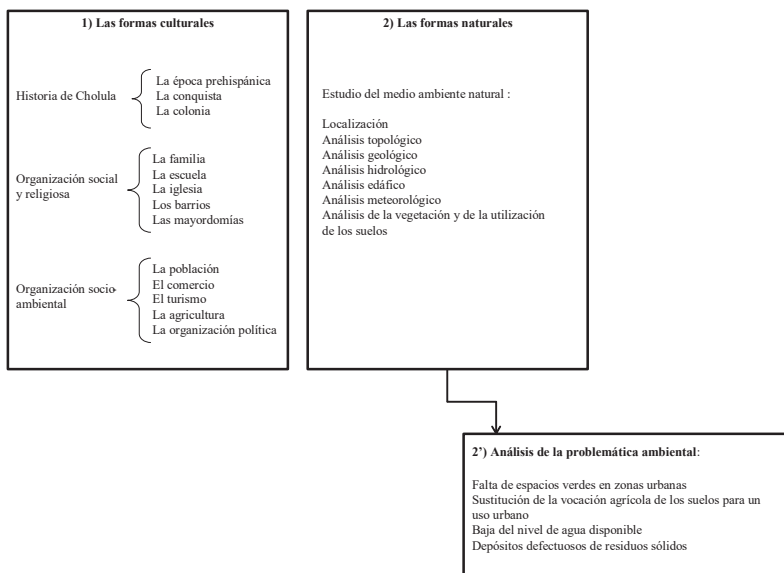 1) Las formas culturales
Historia de Cholula
La época prehispánica
La conquista
La colonia
Organización social
y religiosa
La familia
La escuela
La iglesia
Los barrios
Las mayordomías
Organización socio-
ambiental
La población
El comercio
El turismo
La agricultura
La organización política
2) Las formas naturales
Estudio del medio ambiente natural :
Localización
Análisis topológico
Análisis geológico
Análisis hidrológico
Análisis edáfico
Análisis meteorológico
Análisis de la vegetación y de la utilización
de los suelos
2’) Análisis de la problemática ambiental:
Falta de espacios verdes en zonas urbanas
Sustitución de la vocación agrícola de los suelos para un
uso urbano
Baja del nivel de agua disponible
Depósitos defectuosos de residuos sólidos